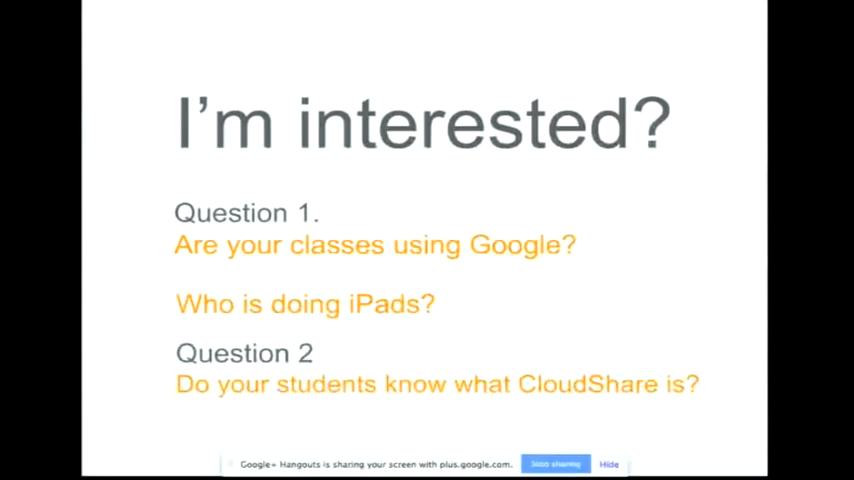 I'm interested?
Question 1.
Are your classes using Google?
Who is doing iPads?
Question 2
Do your students know what CloudShare is?
Google+ Hangouts is sharing your screen with plus.google.com. Stop sharing Hide